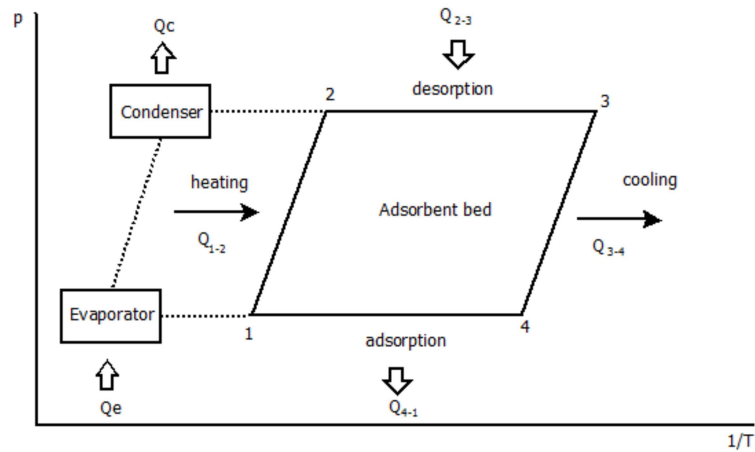 p
Qc
Q2-3
Condenser
2
desorption
3
heating
cooling
Adsorbent bed
Q1-2
Q3-4
Evaporator
1
4
adsorption
Qe
Q4-1
1/T